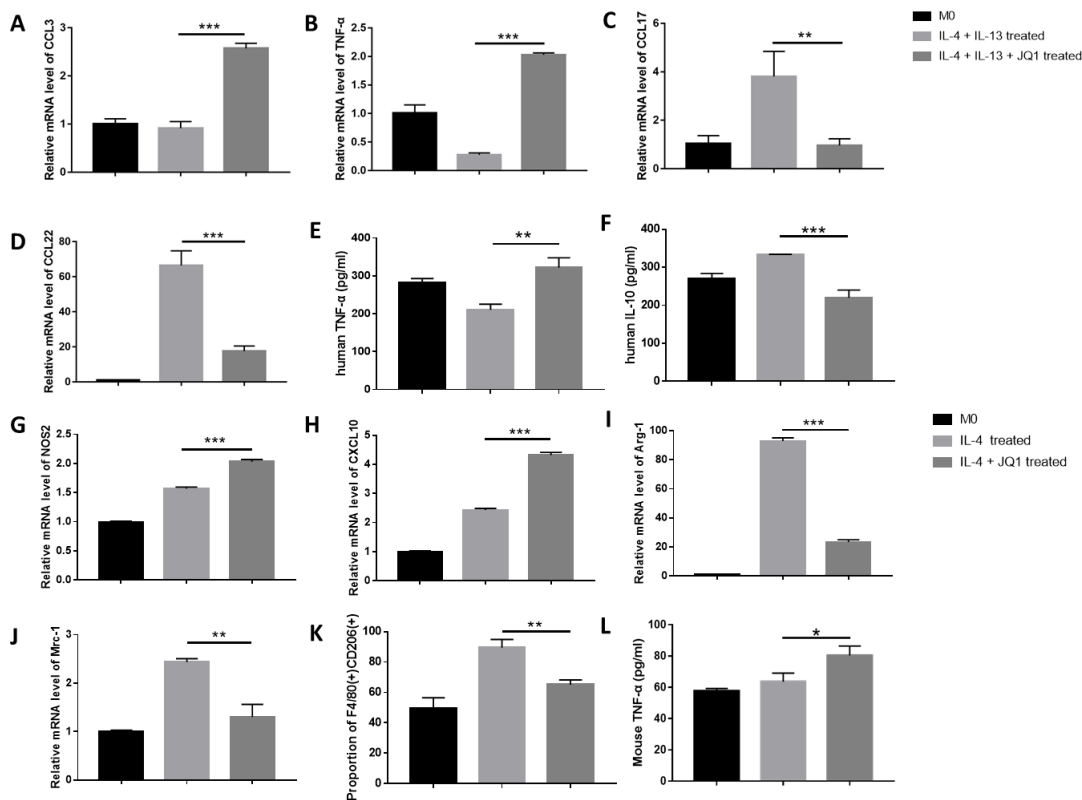 A
Relative mRNA level of CCL3
3
2
1
0
***
B
Relative mRNA level of TNF-α
2.5
2.0
1.5
1.0
0.5
0.0
***
C
Relative mRNA level of CCL17
6
4
2
0
**
M0
IL-4 + IL-13 treated
IL-4 + IL-13 + JQ1 treated
D
Relative mRNA level of CCL22
80
60
40
20
0
***
E
human TNF-α (pg/ml)
400
300
200
100
0
**
F
human IL-10 (pg/ml)
400
300
200
100
0
***
G
Relative mRNA level of NOS2
2.5
2.0
1.5
1.0
0.5
0.0
***
H
Relative mRNA level of CXCL10
5
4
3
2
1
0
***
I
Relative mRNA level of Arg-1
100
80
60
40
20
0
***
M0
IL-4 treated
IL-4 + JQ1 treated
J
Relative mRNA level of Mrc-1
3
2
1
0
**
K
Proportion of F4/80(+)CD206(+)
100
80
60
40
20
0
**
L
Mouse TNF-α (pg/ml)
100
80
60
40
20
0
*